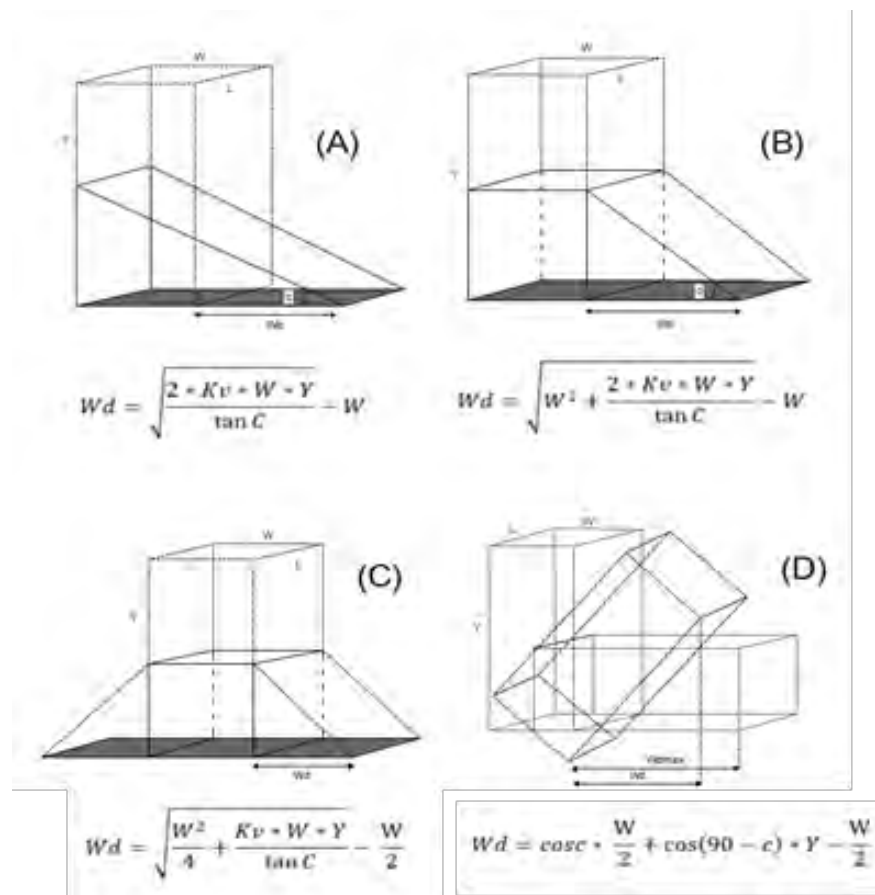 W
L
Y
(A)
C
Wd
Wd = √(2 * Kv * W * Y / tan C) − W
W
Y
(B)
Wd = √(W² + 2 * Kv * W * Y / tan C) − W
W
L
Y
(C)
Wd
Wd = √(W²/4 + Kv * W * Y / tan C) − W/2
L
W
Y
(D)
Wdmax
Wd
Wd = cosc * W/2 + cos(90 − c) * Y − W/2